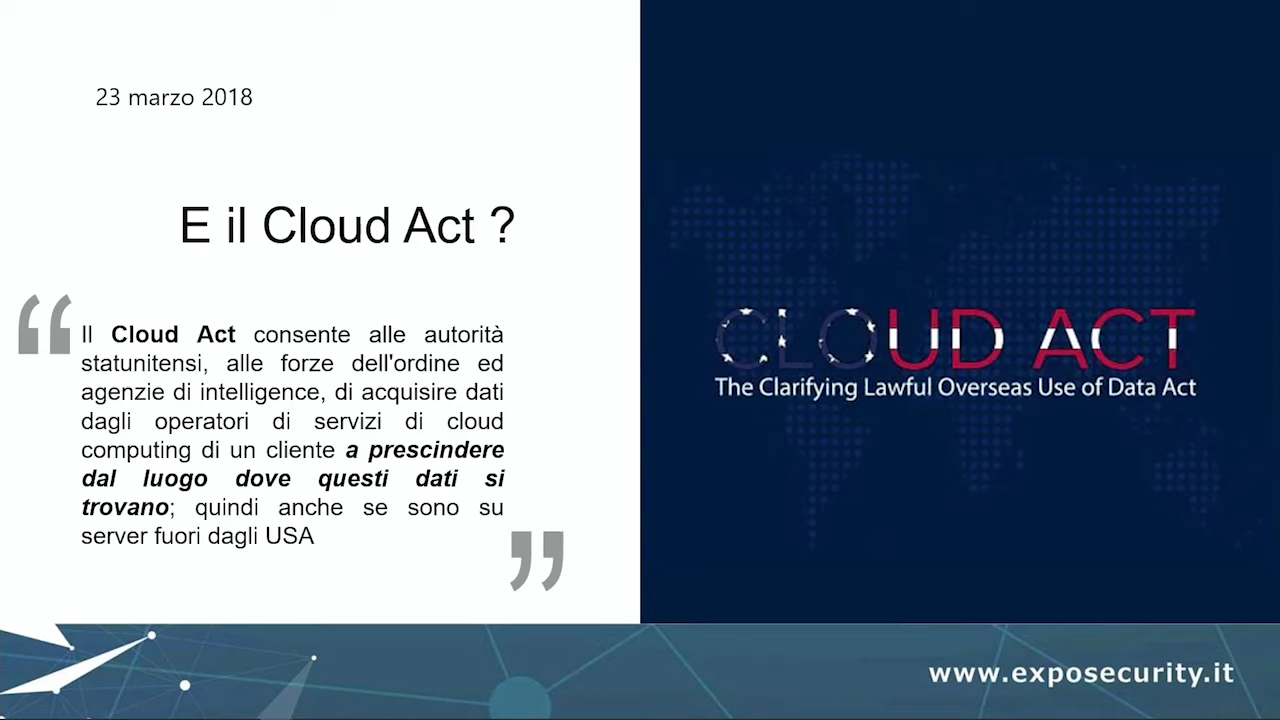 23 marzo 2018
E il Cloud Act ?
“
Il Cloud Act consente alle autorità
statunitensi, alle forze dell'ordine ed
agenzie di intelligence, di acquisire dati
dagli operatori di servizi di cloud
computing di un cliente a prescindere
dal luogo dove questi dati si
trovano; quindi anche se sono su
server fuori dagli USA
”
CLOUD ACT
The Clarifying Lawful Overseas Use of Data Act
www.exposecurity.it